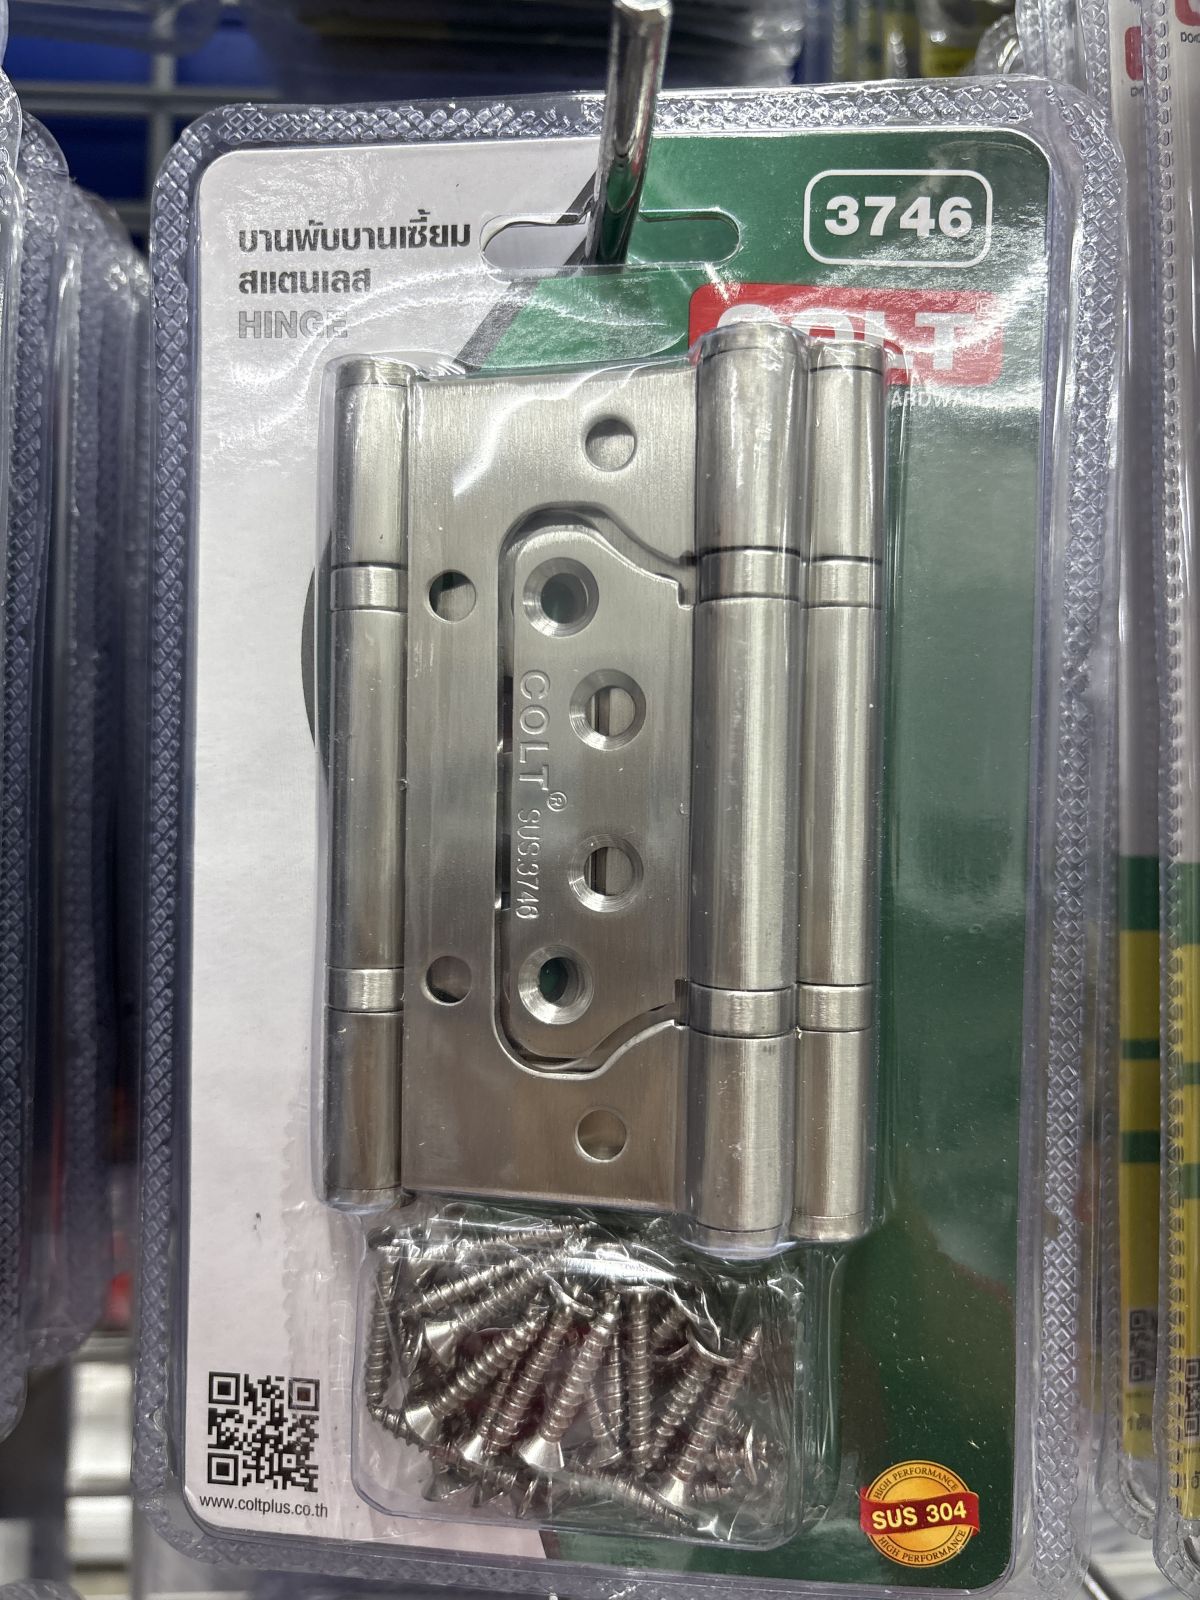 3746
บานพับบานเซี้ยม
สแตนเลส
HINGE
COLT
ARDWARE
COLT®
SUS.3746
www.coltplus.co.th
HIGH PERFORMANCE
SUS 304
HIGH PERFORMANCE